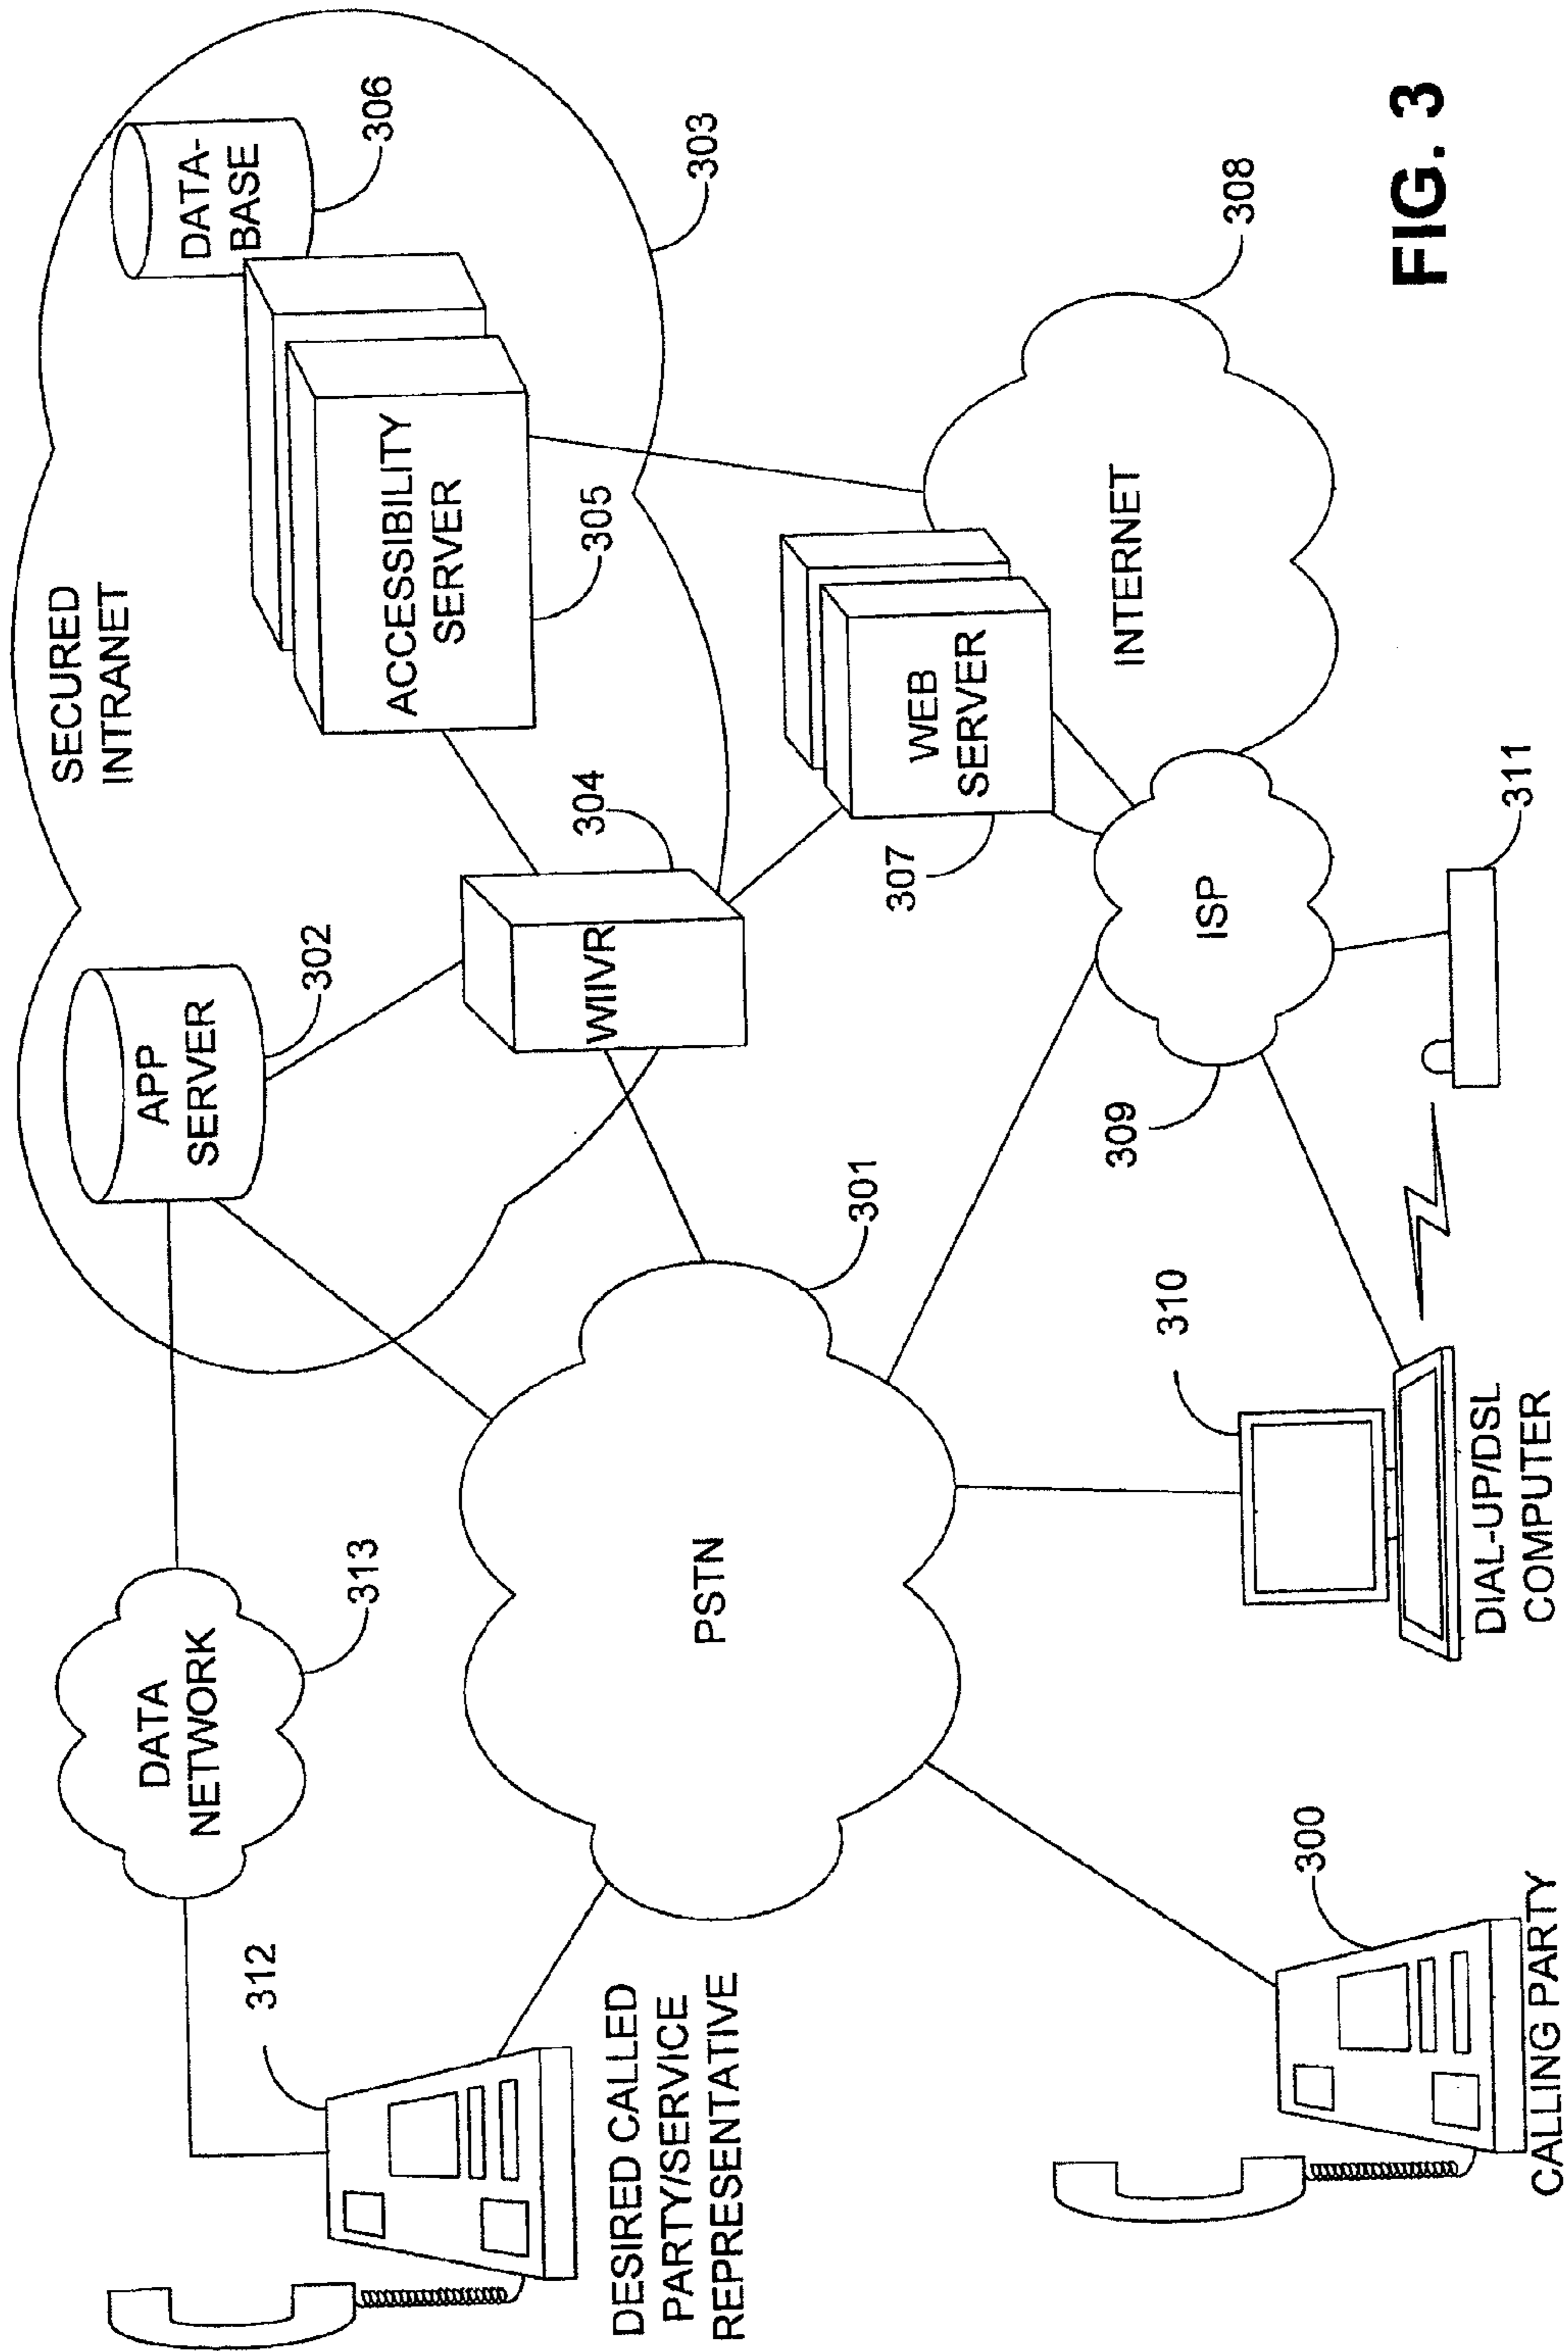 SECURED
INTRANET
DATA-
BASE
306
303
ACCESSIBILITY
SERVER
305
APP
SERVER
302
WIIVR
304
DATA
NETWORK
313
312
DESIRED CALLED
PARTY/SERVICE
REPRESENTATIVE
PSTN
301
WEB
SERVER
307
INTERNET
308
ISP
309
311
310
DIAL-UP/DSL
COMPUTER
300
CALLING PARTY
FIG. 3